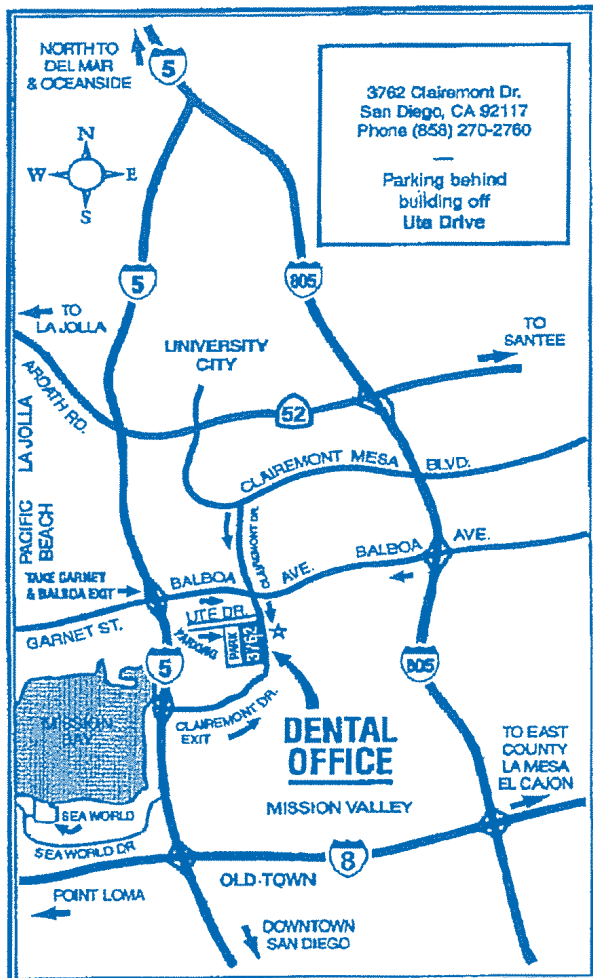 NORTH TO
DEL MAR
& OCEANSIDE
5
3762 Clairemont Dr.
San Diego, CA 92117
Phone (858) 270-2760
Parking behind
building off
Ute Drive
N
W
E
S
5
805
TO
LA JOLLA
UNIVERSITY
CITY
TO
SANTEE
ARDATH RD.
52
LA JOLLA
CLAIREMONT MESA BLVD.
PACIFIC
BEACH
CLAIREMONT DR.
BALBOA AVE.
TAKE GARNET
& BALBOA EXIT
BALBOA AVE.
UTE DR.
GARNET ST.
PARKING
PARK
3762
5
805
CLAIREMONT DR.
EXIT
MISSION
BAY
DENTAL
OFFICE
TO EAST
COUNTY
LA MESA
EL CAJON
MISSION VALLEY
SEA WORLD
SEA WORLD DR
8
OLD TOWN
POINT LOMA
DOWNTOWN
SAN DIEGO